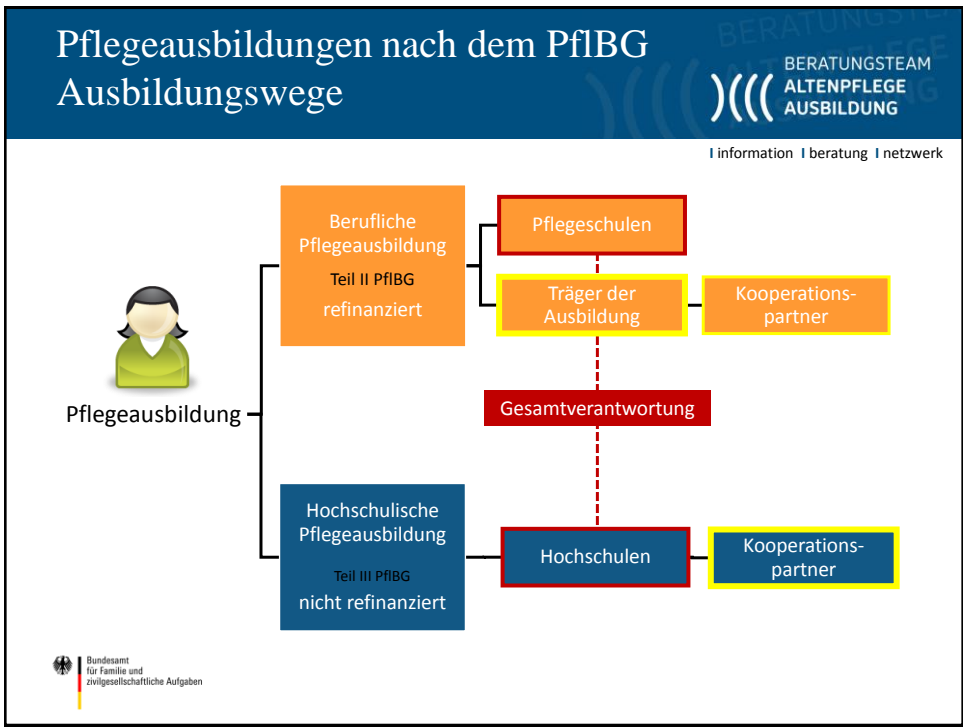 Pflegeausbildungen nach dem PflBG
Ausbildungswege
BERATUNGSTEAM
ALTENPFLEGE
AUSBILDUNG
information beratung netzwerk
Berufliche
Pflegeausbildung
Teil II PflBG
refinanziert
Pflegeschulen
Träger der
Ausbildung
Kooperations-
partner
Pflegeausbildung
Gesamtverantwortung
Hochschulische
Pflegeausbildung
Teil III PflBG
nicht refinanziert
Hochschulen
Kooperations-
partner
Bundesamt
für Familie und
zivilgesellschaftliche Aufgaben